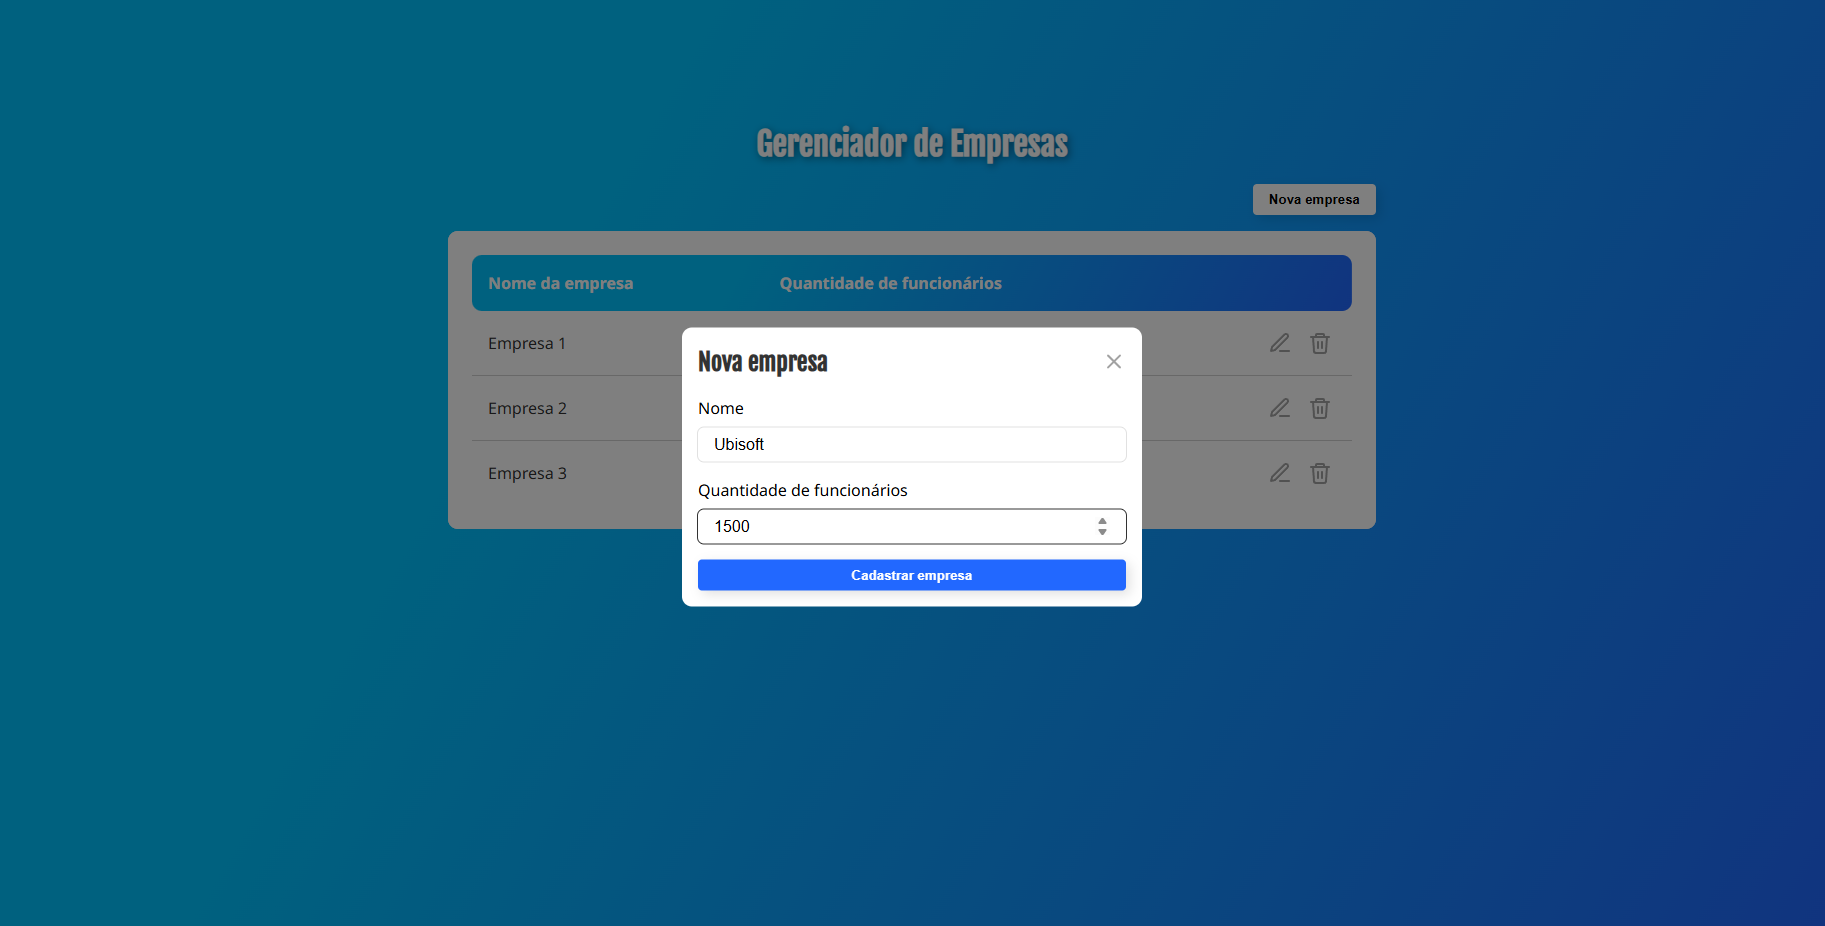 Gerenciador de Empresas
Nova empresa
Nome da empresa Quantidade de funcionários
Empresa 1
Empresa 2
Empresa 3
Nova empresa
Nome
Ubisoft
Quantidade de funcionários
1500
Cadastrar empresa